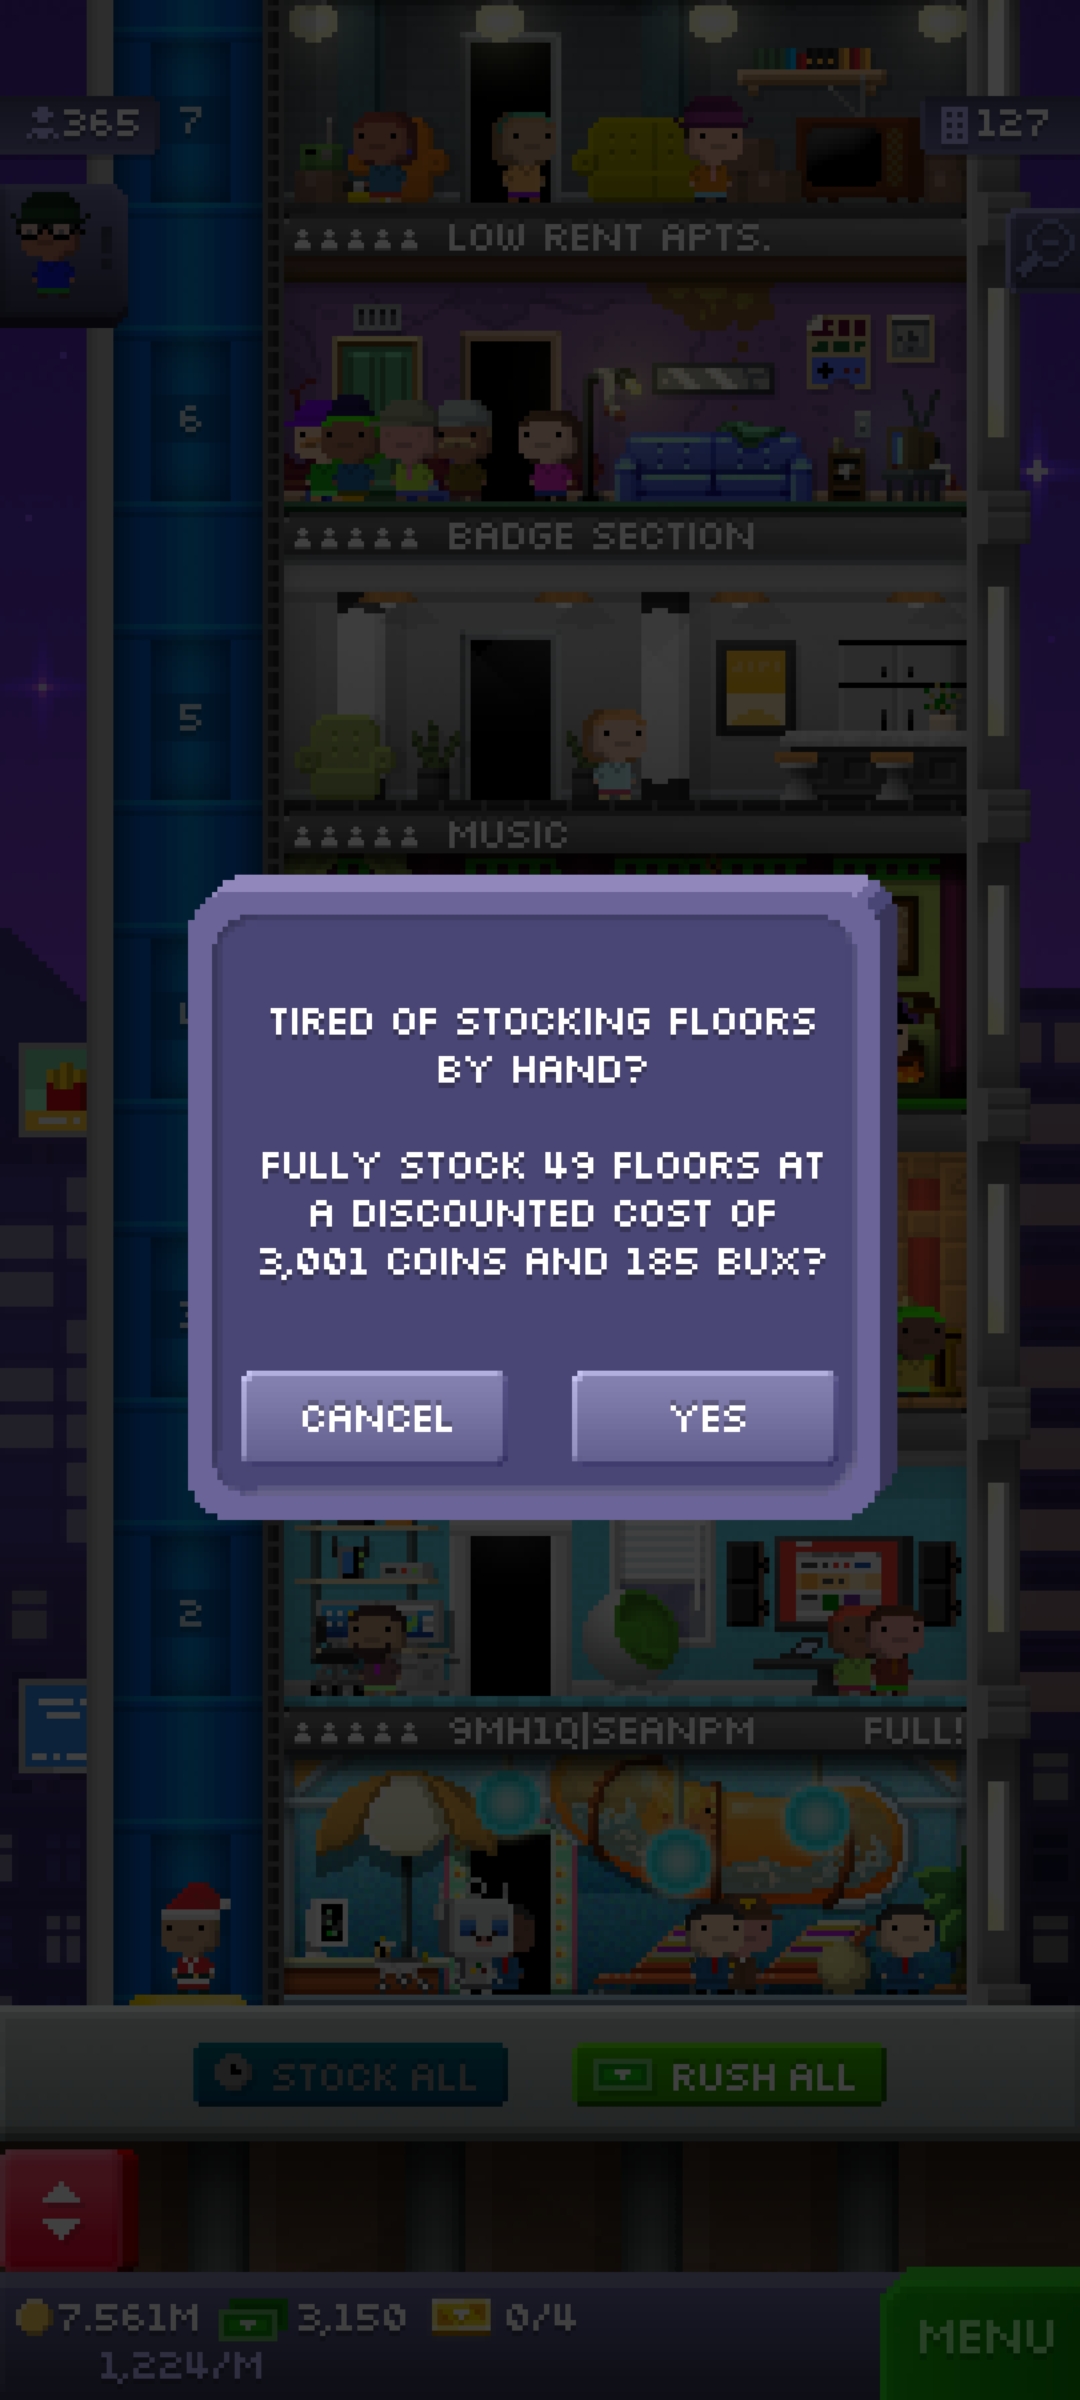 365
7
127
LOW RENT APTS.
6
BADGE SECTION
5
MUSIC
TIRED OF STOCKING FLOORS
BY HAND?
FULLY STOCK 49 FLOORS AT
A DISCOUNTED COST OF
3,001 COINS AND 185 BUX?
CANCEL
YES
2
9MH1Q|SEANPM
FULL!
STOCK ALL
RUSH ALL
7.561M
3,150
0/4
1,224/M
MENU